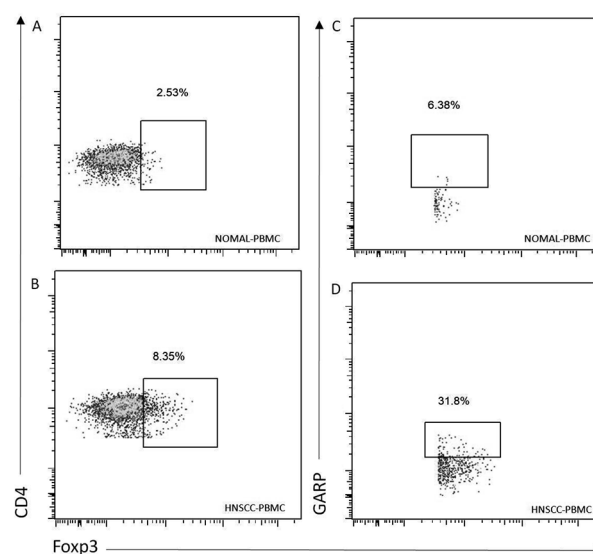 A
2.53%
NOMAL-PBMC
B
8.35%
HNSCC-PBMC
CD4
Foxp3
C
6.38%
NOMAL-PBMC
D
31.8%
HNSCC-PBMC
GARP